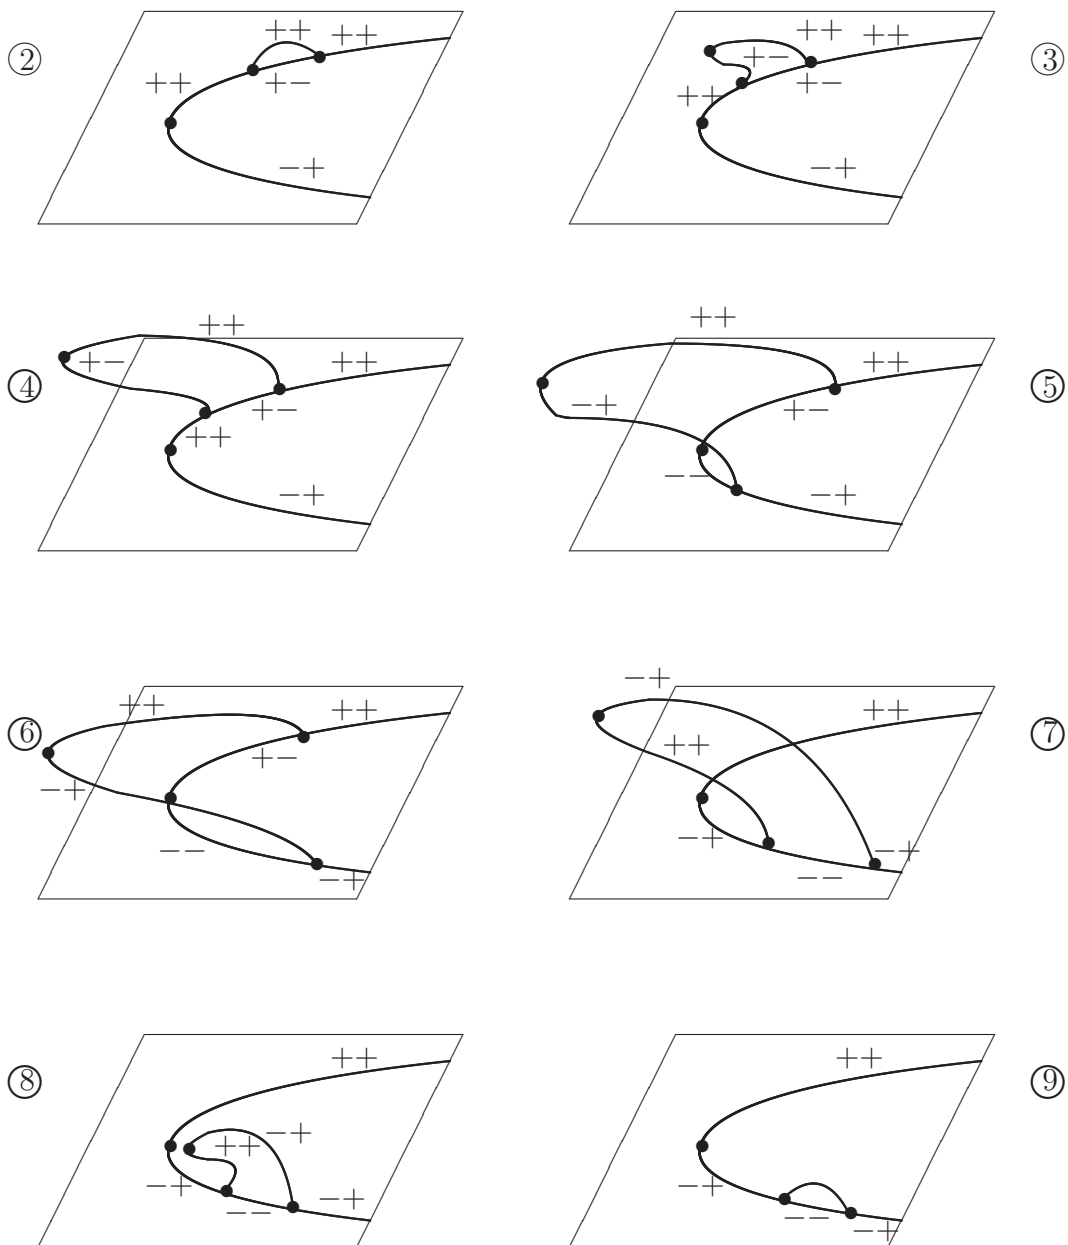 ++ ++
② ++ +− −+
++ ++
③ +− ++ +− −+
++ ++
④ +− +− ++ −+
++ ++
⑤ −+ +− −− −+
++ ++
⑥ −+ +− −− −+
−+ ++
⑦ ++ −+ −+ −−
++
⑧ ++ −+ −+ −− −+
++
⑨ −+ −− −+